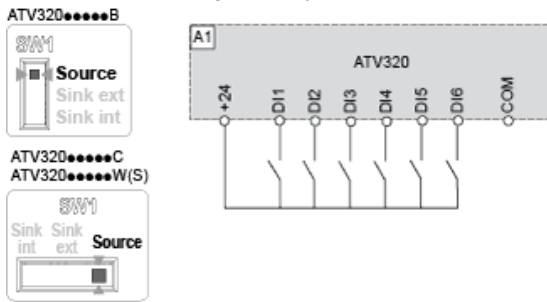 ATV320●●●●●B
SW1
Source
Sink ext
Sink int
ATV320●●●●●C
ATV320●●●●●W(S)
SW1
Sink int
Sink ext
Source
A1
ATV320
+24
DI1
DI2
DI3
DI4
DI5
DI6
COM